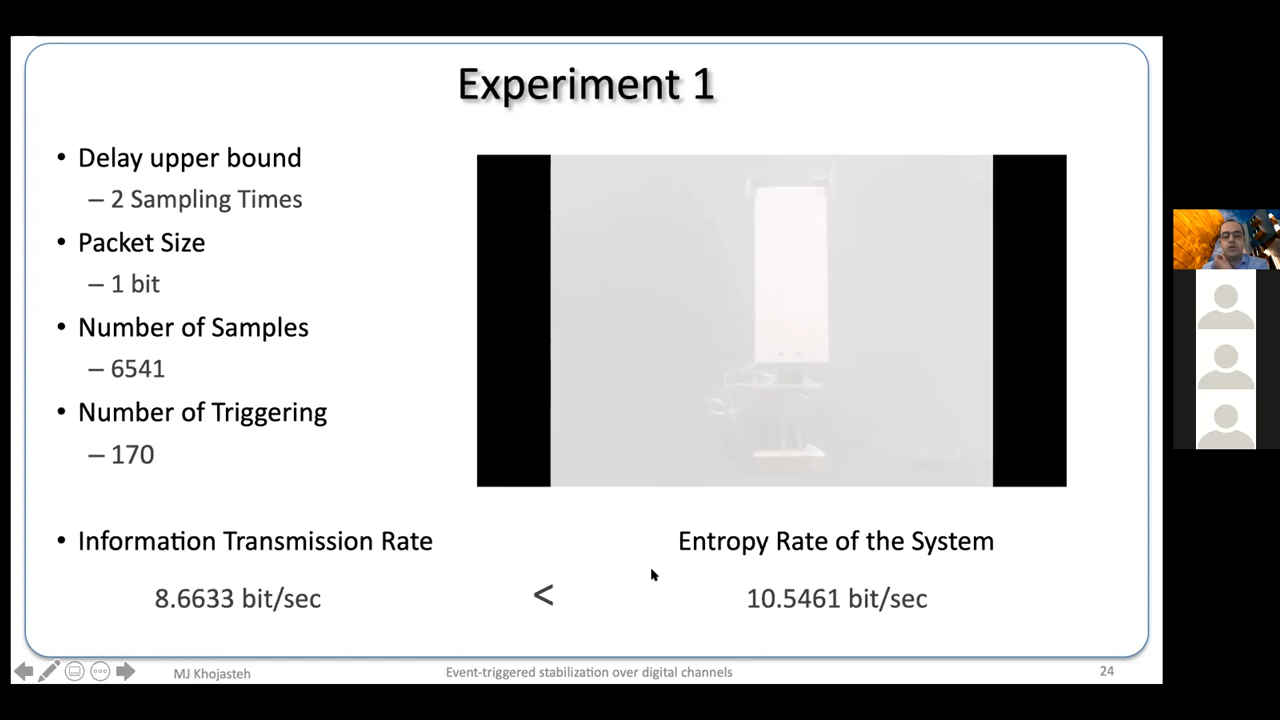 Experiment 1
• Delay upper bound
– 2 Sampling Times
• Packet Size
– 1 bit
• Number of Samples
– 6541
• Number of Triggering
– 170
• Information Transmission Rate
Entropy Rate of the System
8.6633 bit/sec
<
10.5461 bit/sec
MJ Khojasteh
Event-triggered stabilization over digital channels
24